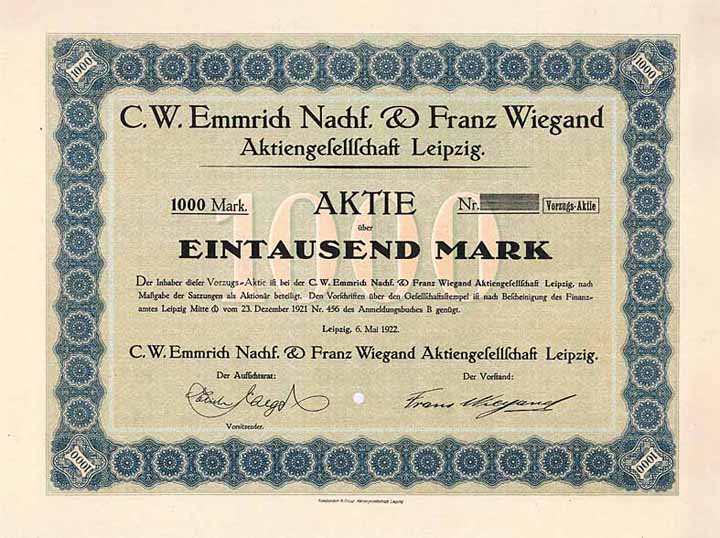 1000 1000
C. W. Emmrich Nachf. & Franz Wiegand
Aktiengesellschaft Leipzig.
1000 Mark. AKTIE Nr. Vorzugs-Aktie
über
1000
EINTAUSEND MARK
Der Inhaber dieser Vorzugs-Aktie ist bei der C. W. Emmrich Nachf. & Franz Wiegand Aktiengesellschaft Leipzig, nach
Maßgabe der Satzungen als Aktionär beteiligt. Den Vorschriften über den Gesellschaftsstempel ist nach Bescheinigung des Finanz-
amtes Leipzig Mitte (I) vom 23. Dezember 1921 Nr. 456 des Anmeldungsbuches B genügt.
Leipzig, 6. Mai 1922.
C. W. Emmrich Nachf. & Franz Wiegand Aktiengesellschaft Leipzig.
Der Aufsichtsrat: Der Vorstand:
Franz Wiegand
Vorsitzender.
1000 1000
Aktiengesellschaft Leipzig